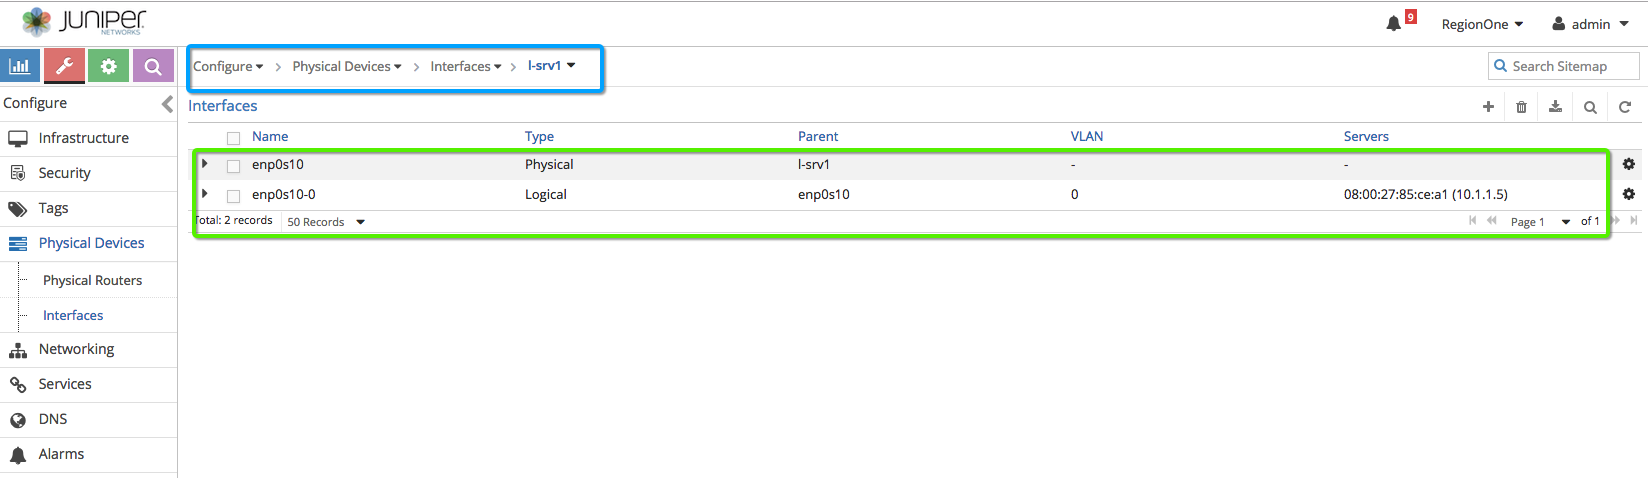 JUNIPER
NETWORKS
9
RegionOne
admin
Configure
Physical Devices
Interfaces
l-srv1
Search Sitemap
Configure
Infrastructure
Security
Tags
Physical Devices
Physical Routers
Interfaces
Networking
Services
DNS
Alarms
Interfaces
Name Type Parent VLAN Servers
enp0s10 Physical l-srv1 - -
enp0s10-0 Logical enp0s10 0 08:00:27:85:ce:a1 (10.1.1.5)
Total: 2 records 50 Records Page 1 of 1